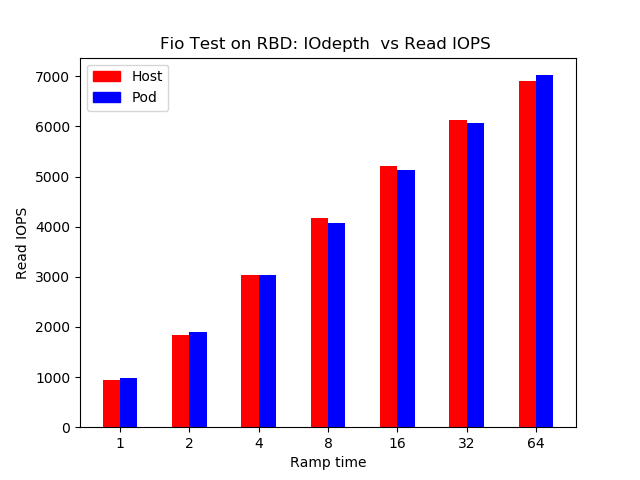 Fio Test on RBD: IOdepth  vs Read IOPS
Host
Pod
7000
6000
5000
4000
3000
2000
1000
0
Read IOPS
1 2 4 8 16 32 64
Ramp time